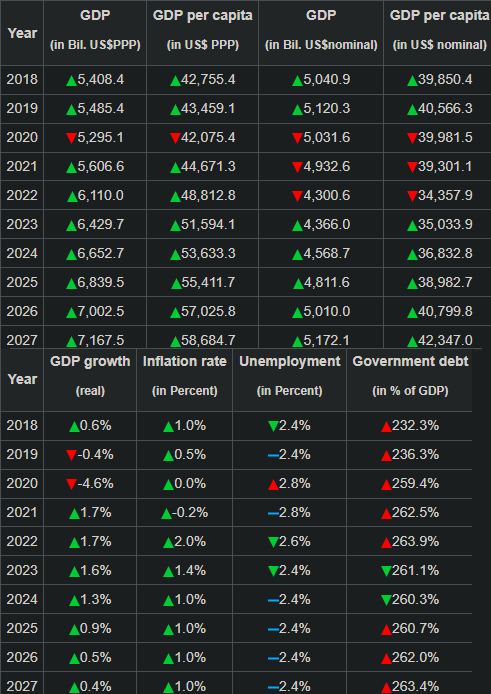 Year GDP GDP per capita GDP GDP per capita
(in Bil. US$PPP) (in US$ PPP) (in Bil. US$nominal) (in US$ nominal)
2018 ▲5,408.4 ▲42,755.4 ▲5,040.9 ▲39,850.4
2019 ▲5,485.4 ▲43,459.1 ▲5,120.3 ▲40,566.3
2020 ▼5,295.1 ▼42,075.4 ▼5,031.6 ▼39,981.5
2021 ▲5,606.6 ▲44,671.3 ▼4,932.6 ▼39,301.1
2022 ▲6,110.0 ▲48,812.8 ▼4,300.6 ▼34,357.9
2023 ▲6,429.7 ▲51,594.1 ▲4,366.0 ▲35,033.9
2024 ▲6,652.7 ▲53,633.3 ▲4,568.7 ▲36,832.8
2025 ▲6,839.5 ▲55,411.7 ▲4,811.6 ▲38,982.7
2026 ▲7,002.5 ▲57,025.8 ▲5,010.0 ▲40,799.8
2027 ▲7,167.5 ▲58,684.7 ▲5,172.1 ▲42,347.0
Year GDP growth Inflation rate Unemployment Government debt
(real) (in Percent) (in Percent) (in % of GDP)
2018 ▲0.6% ▲1.0% ▼2.4% ▲232.3%
2019 ▼-0.4% ▲0.5% –2.4% ▲236.3%
2020 ▼-4.6% ▲0.0% ▲2.8% ▲259.4%
2021 ▲1.7% ▲-0.2% –2.8% ▲262.5%
2022 ▲1.7% ▲2.0% ▼2.6% ▲263.9%
2023 ▲1.6% ▲1.4% ▼2.4% ▼261.1%
2024 ▲1.3% ▲1.0% –2.4% ▼260.3%
2025 ▲0.9% ▲1.0% –2.4% ▲260.7%
2026 ▲0.5% ▲1.0% –2.4% ▲262.0%
2027 ▲0.4% ▲1.0% –2.4% ▲263.4%